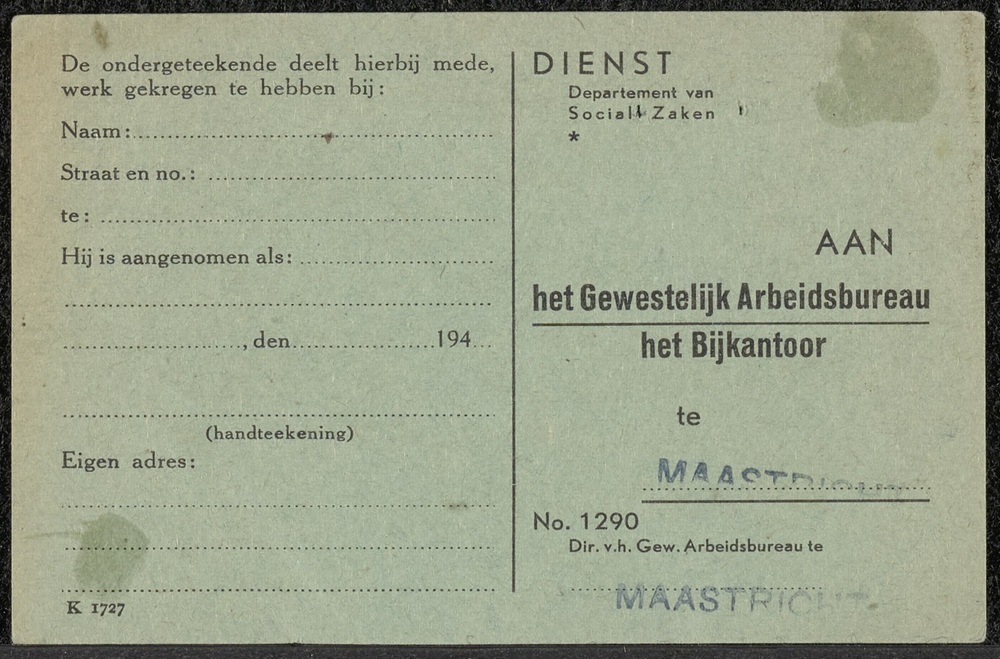 De ondergeteekende deelt hierbij mede,
werk gekregen te hebben bij:
Naam:
Straat en no.:
te:
Hij is aangenomen als:
, den 194
(handteekening)
Eigen adres:
K 1727
DIENST
Departement van
Social Zaken
*
AAN
het Gewestelijk Arbeidsbureau
het Bijkantoor
te
MAASTRICHT
No. 1290
Dir. v.h. Gew. Arbeidsbureau te
MAASTRICHT